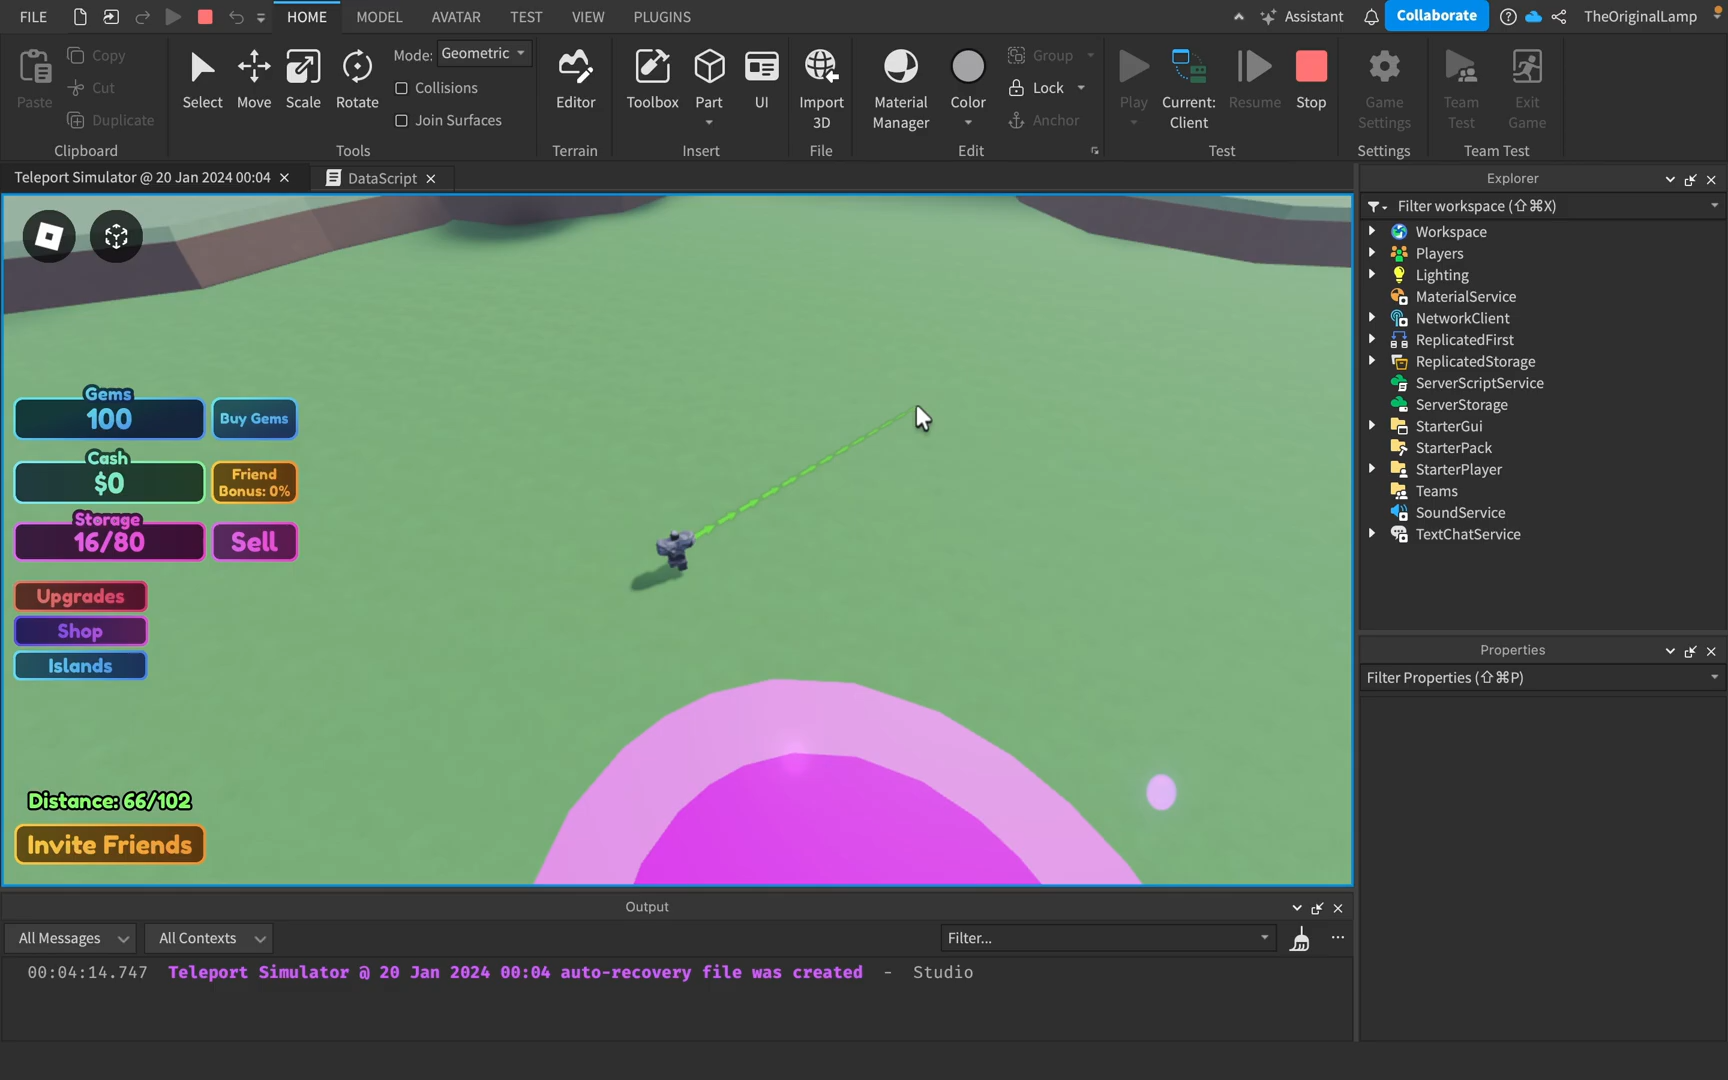 FILE
HOME
MODEL
AVATAR
TEST
VIEW
PLUGINS
Assistant
Collaborate
TheOriginalLamp
Paste
Copy
Cut
Duplicate
Clipboard
Select
Move
Scale
Rotate
Mode: Geometric
Collisions
Join Surfaces
Tools
Editor
Terrain
Toolbox
Part
UI
Insert
Import
3D
File
Material
Manager
Color
Group
Lock
Anchor
Edit
Play
Current:
Client
Resume
Stop
Test
Game
Settings
Settings
Team
Test
Exit
Game
Team Test
Teleport Simulator @ 20 Jan 2024 00:04
DataScript
Gems
100
Buy Gems
Cash
$0
Friend
Bonus: 0%
Storage
16/80
Sell
Upgrades
Shop
Islands
Distance: 66/102
Invite Friends
Explorer
Filter workspace (⇧⌘X)
Workspace
Players
Lighting
MaterialService
NetworkClient
ReplicatedFirst
ReplicatedStorage
ServerScriptService
ServerStorage
StarterGui
StarterPack
StarterPlayer
Teams
SoundService
TextChatService
Properties
Filter Properties (⇧⌘P)
Output
All Messages
All Contexts
Filter...
00:04:14.747 Teleport Simulator @ 20 Jan 2024 00:04 auto-recovery file was created - Studio